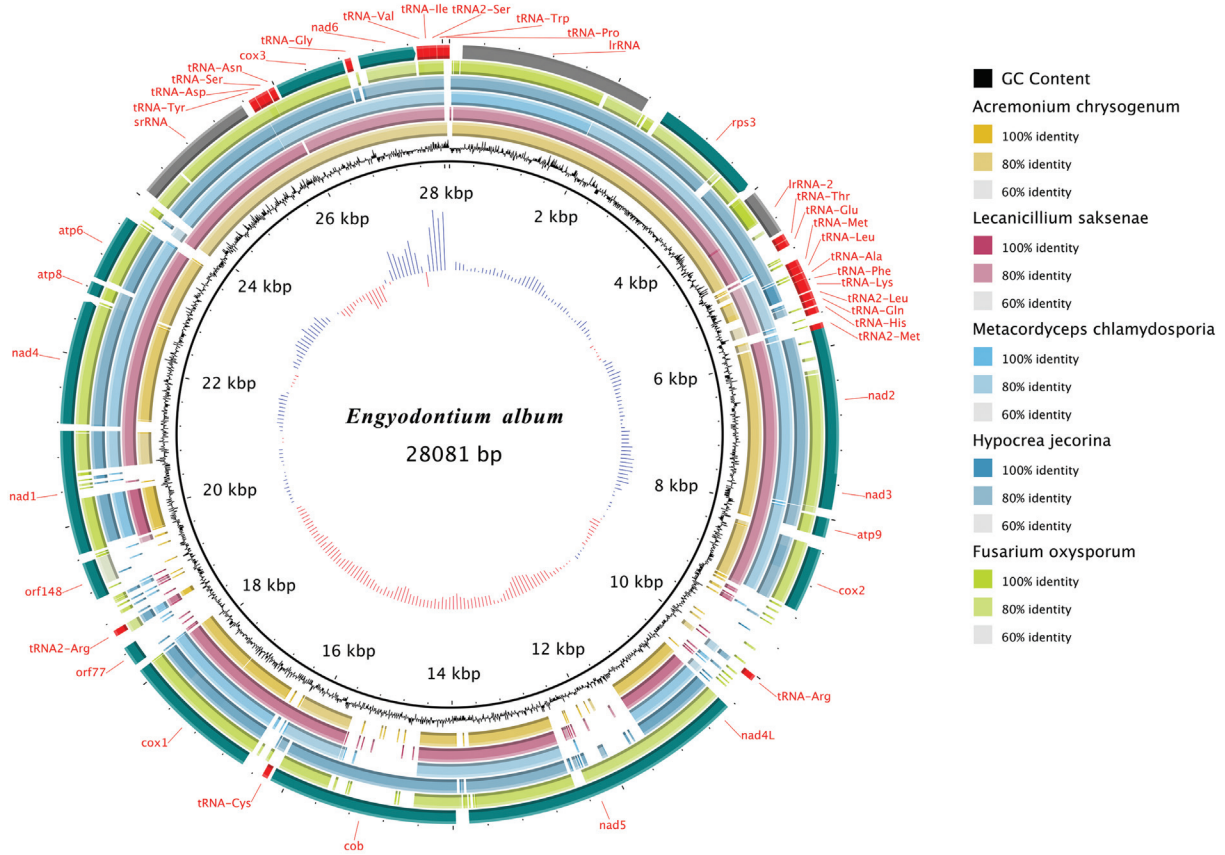 tRNA-Ile
tRNA2-Ser
tRNA-Val
tRNA-Trp
nad6
tRNA-Pro
tRNA-Gly
lrRNA
cox3
tRNA-Asn
tRNA-Ser
tRNA-Asp
tRNA-Tyr
srRNA
rps3
lrRNA-2
tRNA-Thr
tRNA-Glu
tRNA-Met
tRNA-Leu
tRNA-Ala
tRNA-Phe
tRNA-Lys
tRNA2-Leu
tRNA-Gln
tRNA-His
tRNA2-Met
atp6
atp8
nad4
nad2
nad1
nad3
atp9
orf148
cox2
tRNA2-Arg
orf77
tRNA-Arg
cox1
nad4L
tRNA-Cys
nad5
cob
28 kbp
26 kbp
2 kbp
24 kbp
4 kbp
22 kbp
6 kbp
Engyodontium album
28081 bp
20 kbp
8 kbp
18 kbp
10 kbp
16 kbp
12 kbp
14 kbp
GC Content
Acremonium chrysogenum
100% identity
80% identity
60% identity
Lecanicillium saksenae
100% identity
80% identity
60% identity
Metacordyceps chlamydosporia
100% identity
80% identity
60% identity
Hypocrea jecorina
100% identity
80% identity
60% identity
Fusarium oxysporum
100% identity
80% identity
60% identity